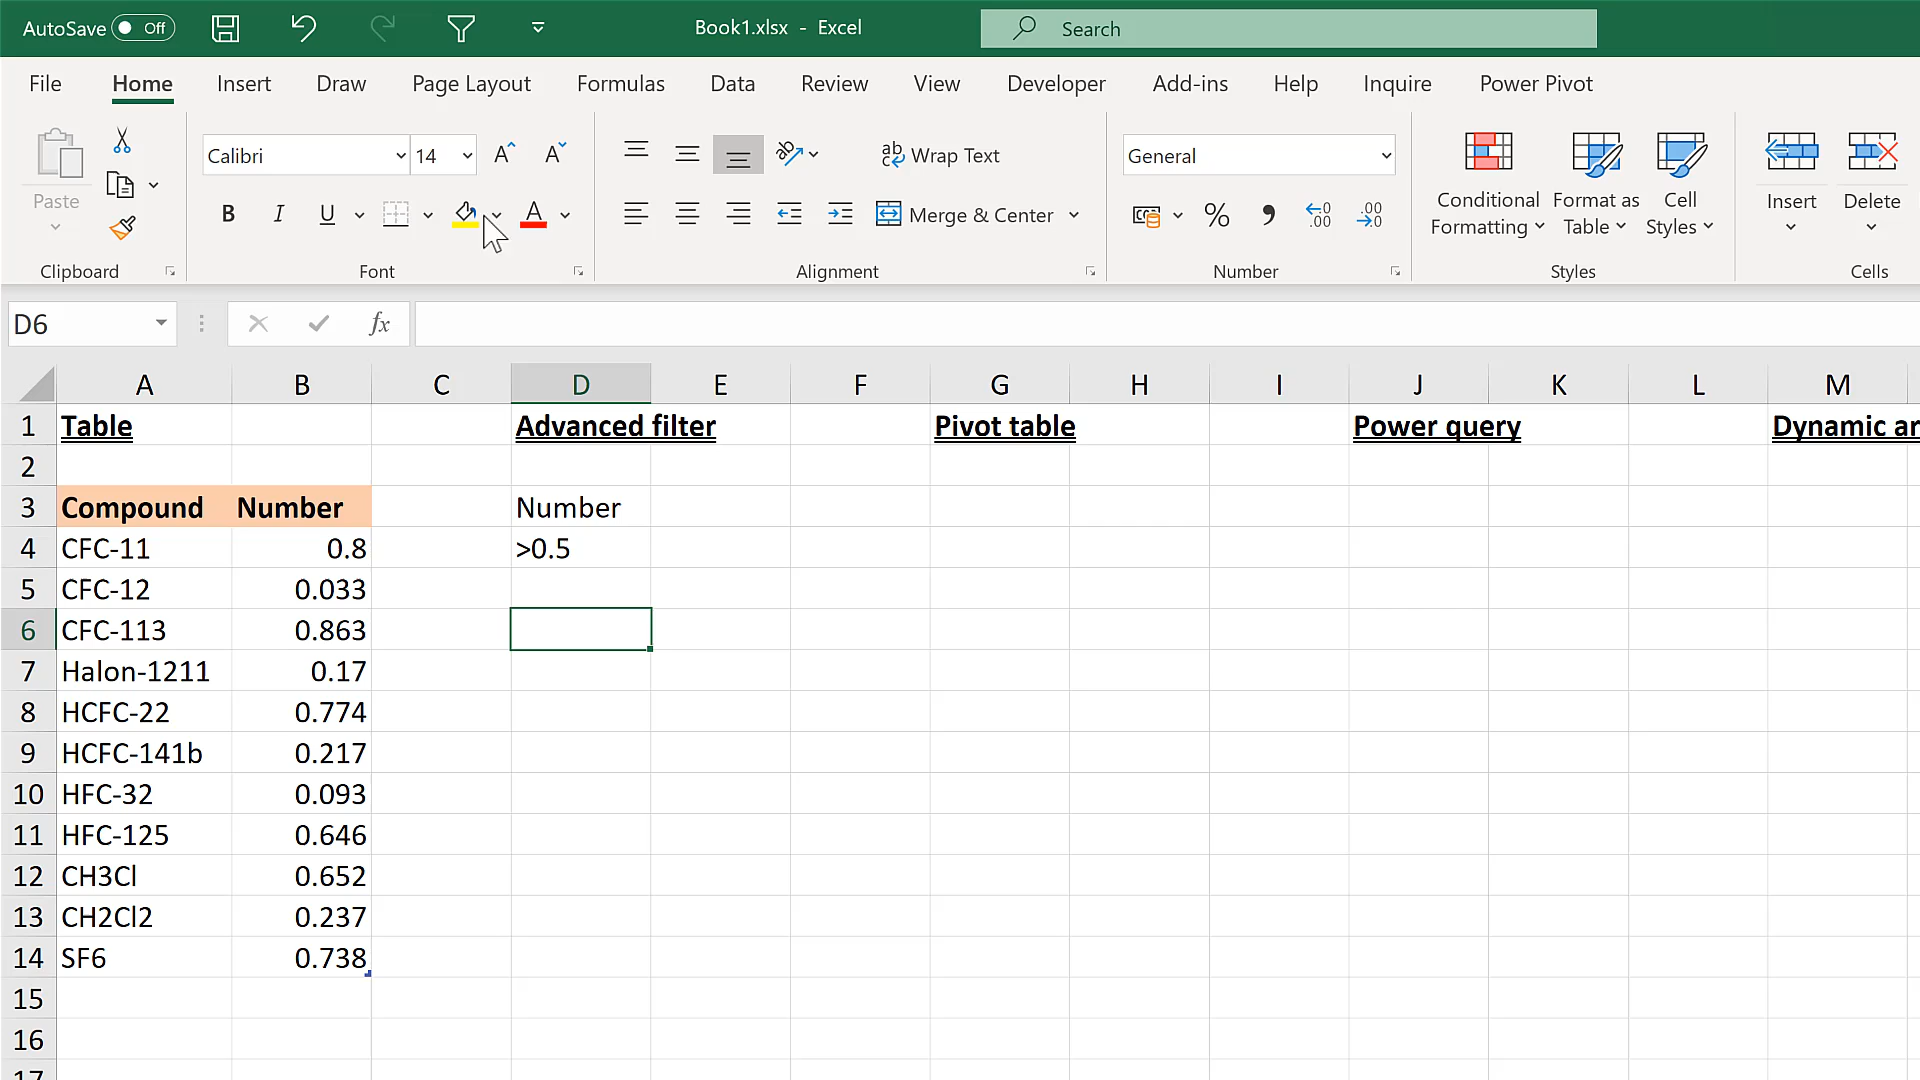 AutoSave Off Book1.xlsx - Excel Search
File Home Insert Draw Page Layout Formulas Data Review View Developer Add-ins Help Inquire Power Pivot
Paste
Clipboard
Calibri 14
B I U A
Font
ab Wrap Text
Merge & Center
Alignment
General
% , .00
Number
Conditional Formatting
Format as Table
Cell Styles
Styles
Insert Delete
Cells
D6 fx
A B C D E F G H I J K L M
1 Table Advanced filter Pivot table Power query Dynamic ar
2
3 Compound Number Number
4 CFC-11 0.8 >0.5
5 CFC-12 0.033
6 CFC-113 0.863
7 Halon-1211 0.17
8 HCFC-22 0.774
9 HCFC-141b 0.217
10 HFC-32 0.093
11 HFC-125 0.646
12 CH3Cl 0.652
13 CH2Cl2 0.237
14 SF6 0.738
15
16
17